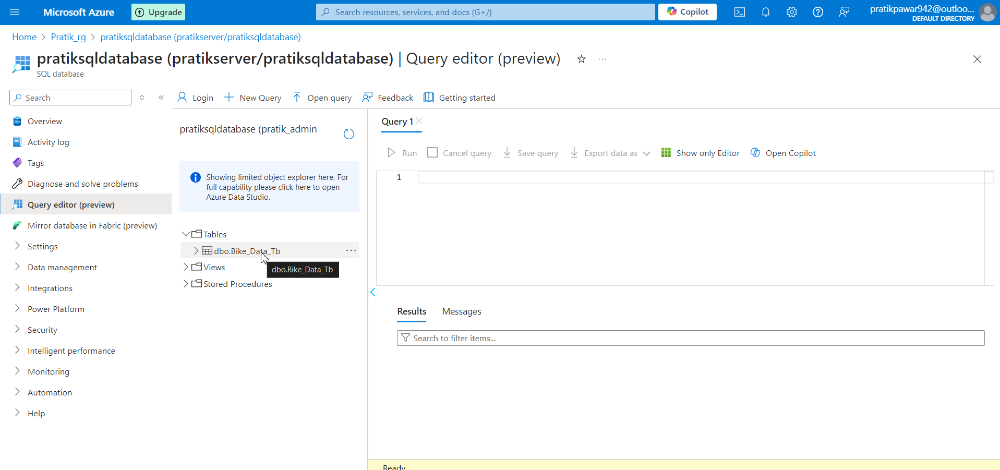 Microsoft Azure
Upgrade
Search resources, services, and docs (G+/)
Copilot
pratikpawar942@outloo...
DEFAULT DIRECTORY
Home > Pratik_rg > pratiksqldatabase (pratikserver/pratiksqldatabase)
pratiksqldatabase (pratikserver/pratiksqldatabase) | Query editor (preview)
SQL database
Search
Login
New Query
Open query
Feedback
Getting started
Overview
Activity log
Tags
Diagnose and solve problems
Query editor (preview)
Mirror database in Fabric (preview)
Settings
Data management
Integrations
Power Platform
Security
Intelligent performance
Monitoring
Automation
Help
pratiksqldatabase (pratik_admin
Showing limited object explorer here. For
full capability please click here to open
Azure Data Studio.
Tables
dbo.Bike_Data_Tb
dbo.Bike_Data_Tb
Views
Stored Procedures
Query 1
Run
Cancel query
Save query
Export data as
Show only Editor
Open Copilot
1
Results
Messages
Search to filter items...
Ready